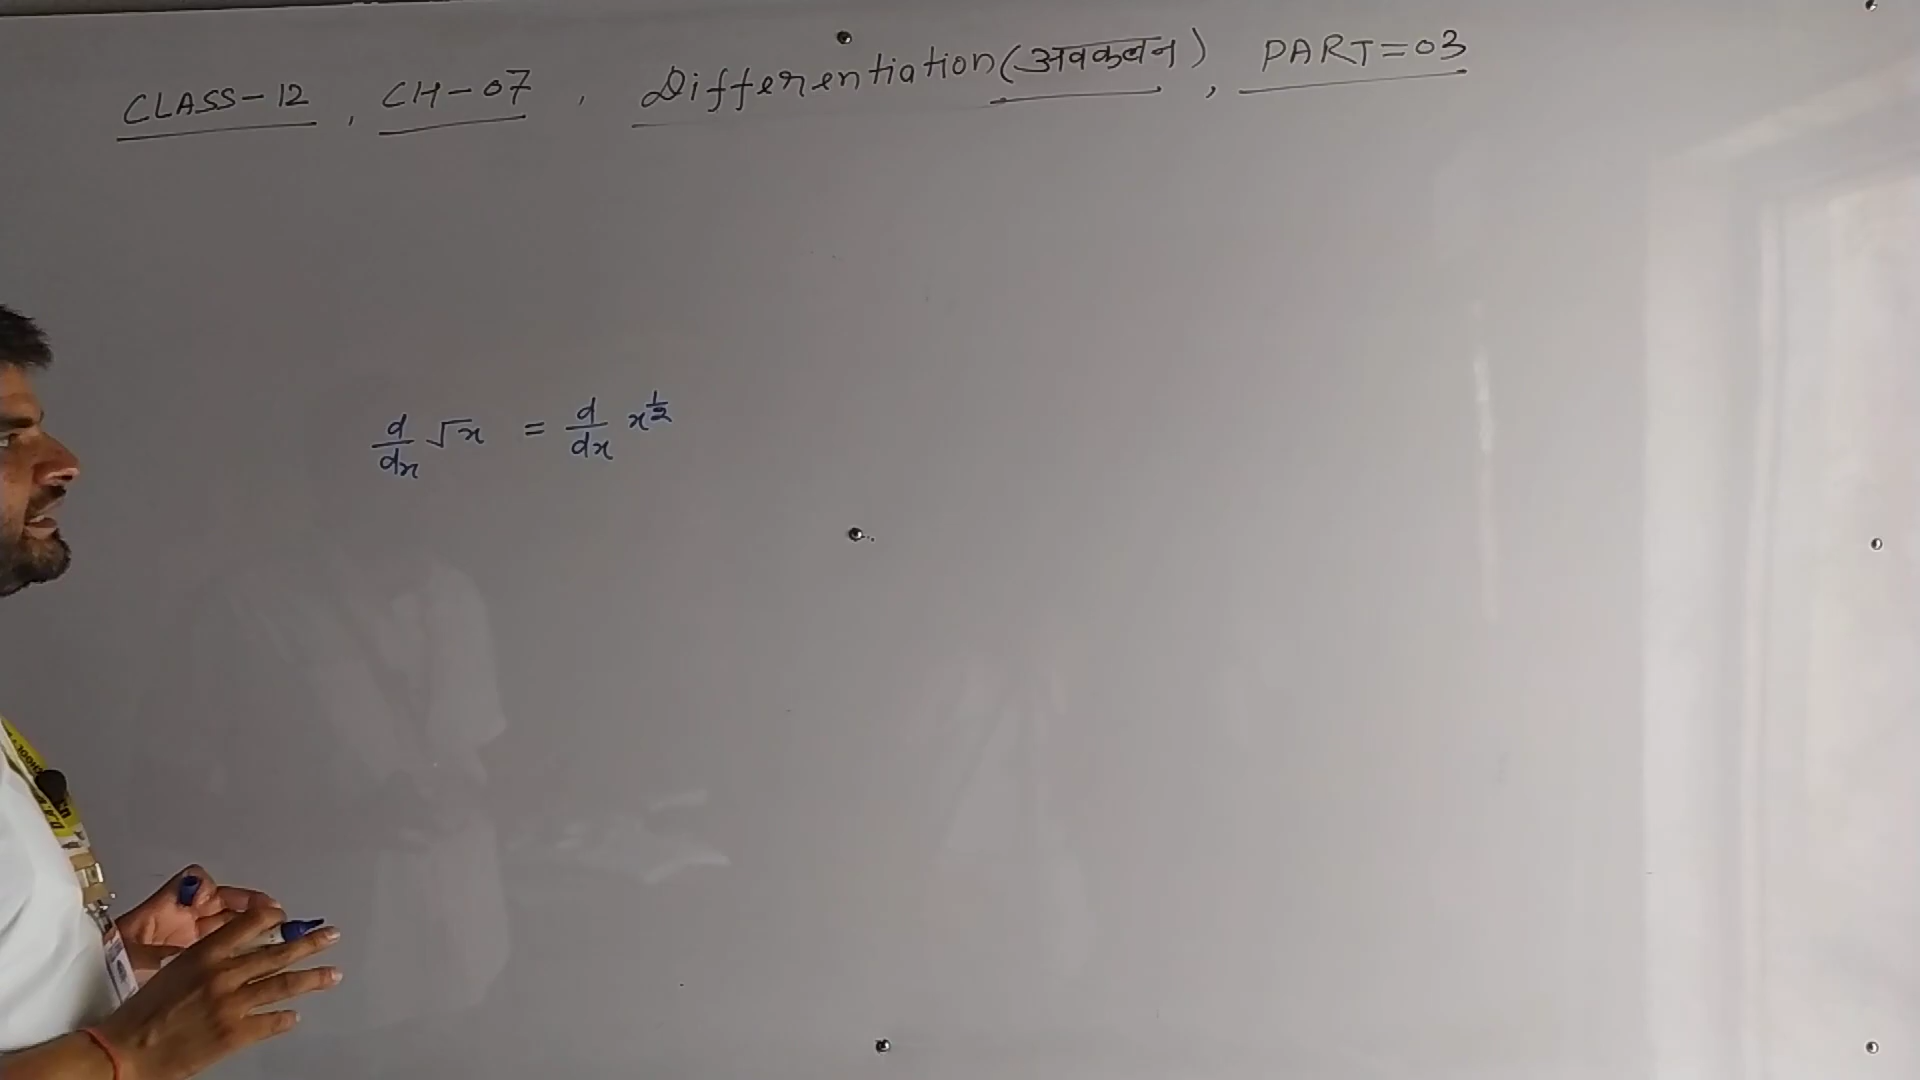 CLASS-12, CH-07, Differentiation (अवकलन), PART=03
d/dx √x = d/dx x^1/2